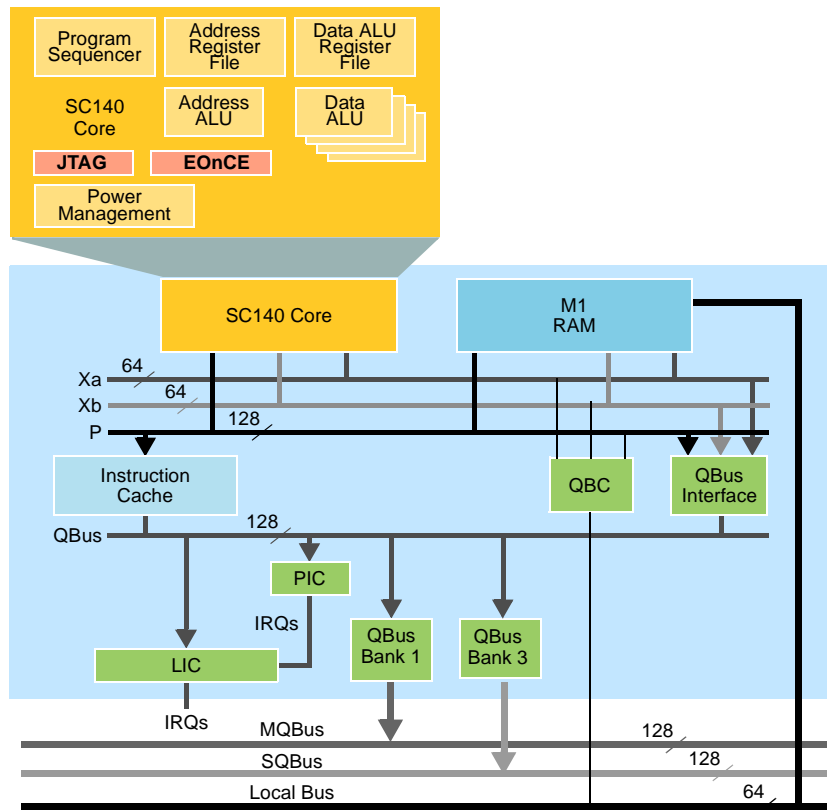 Program
Sequencer
Address
Register
File
Data ALU
Register
File
SC140
Core
Address
ALU
Data
ALU
JTAG
EOnCE
Power
Management
SC140 Core
M1
RAM
Xa
64
Xb
64
P
128
Instruction
Cache
QBC
QBus
Interface
QBus
128
PIC
IRQs
QBus
Bank 1
QBus
Bank 3
LIC
IRQs
MQBus
128
SQBus
128
Local Bus
64